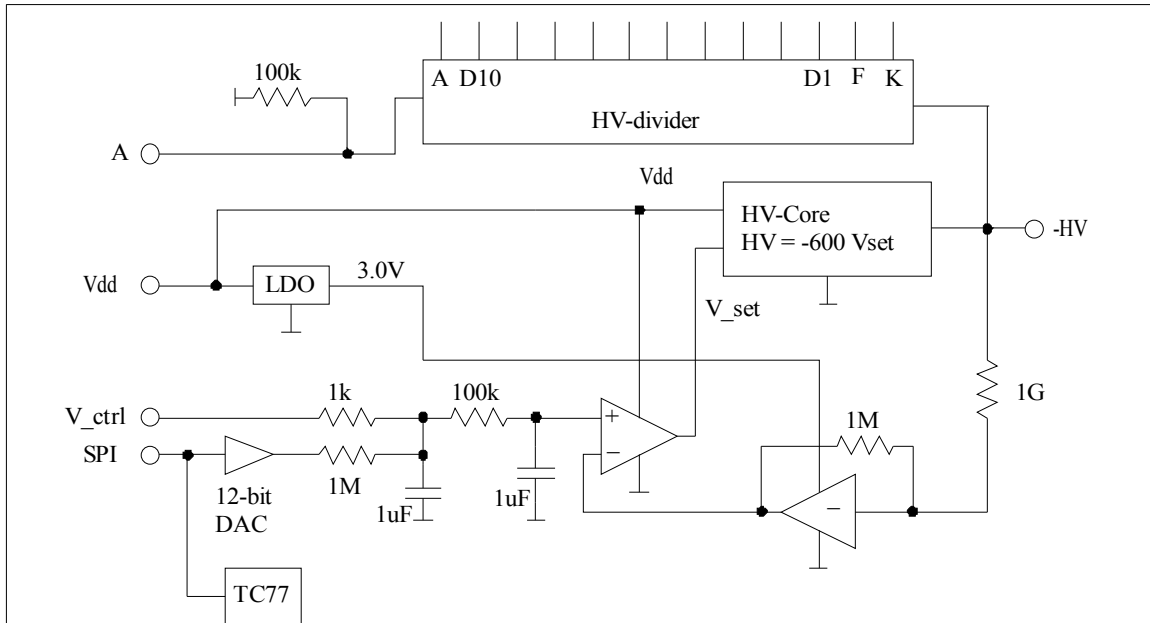 A D10 D1 F K
100k
HV-divider
A
Vdd
HV-Core
HV = -600 Vset
-HV
Vdd
LDO
3.0V
V_set
1G
V_ctrl
1k
100k
+
−
1M
SPI
12-bit
DAC
1M
1uF
1uF
−
TC77